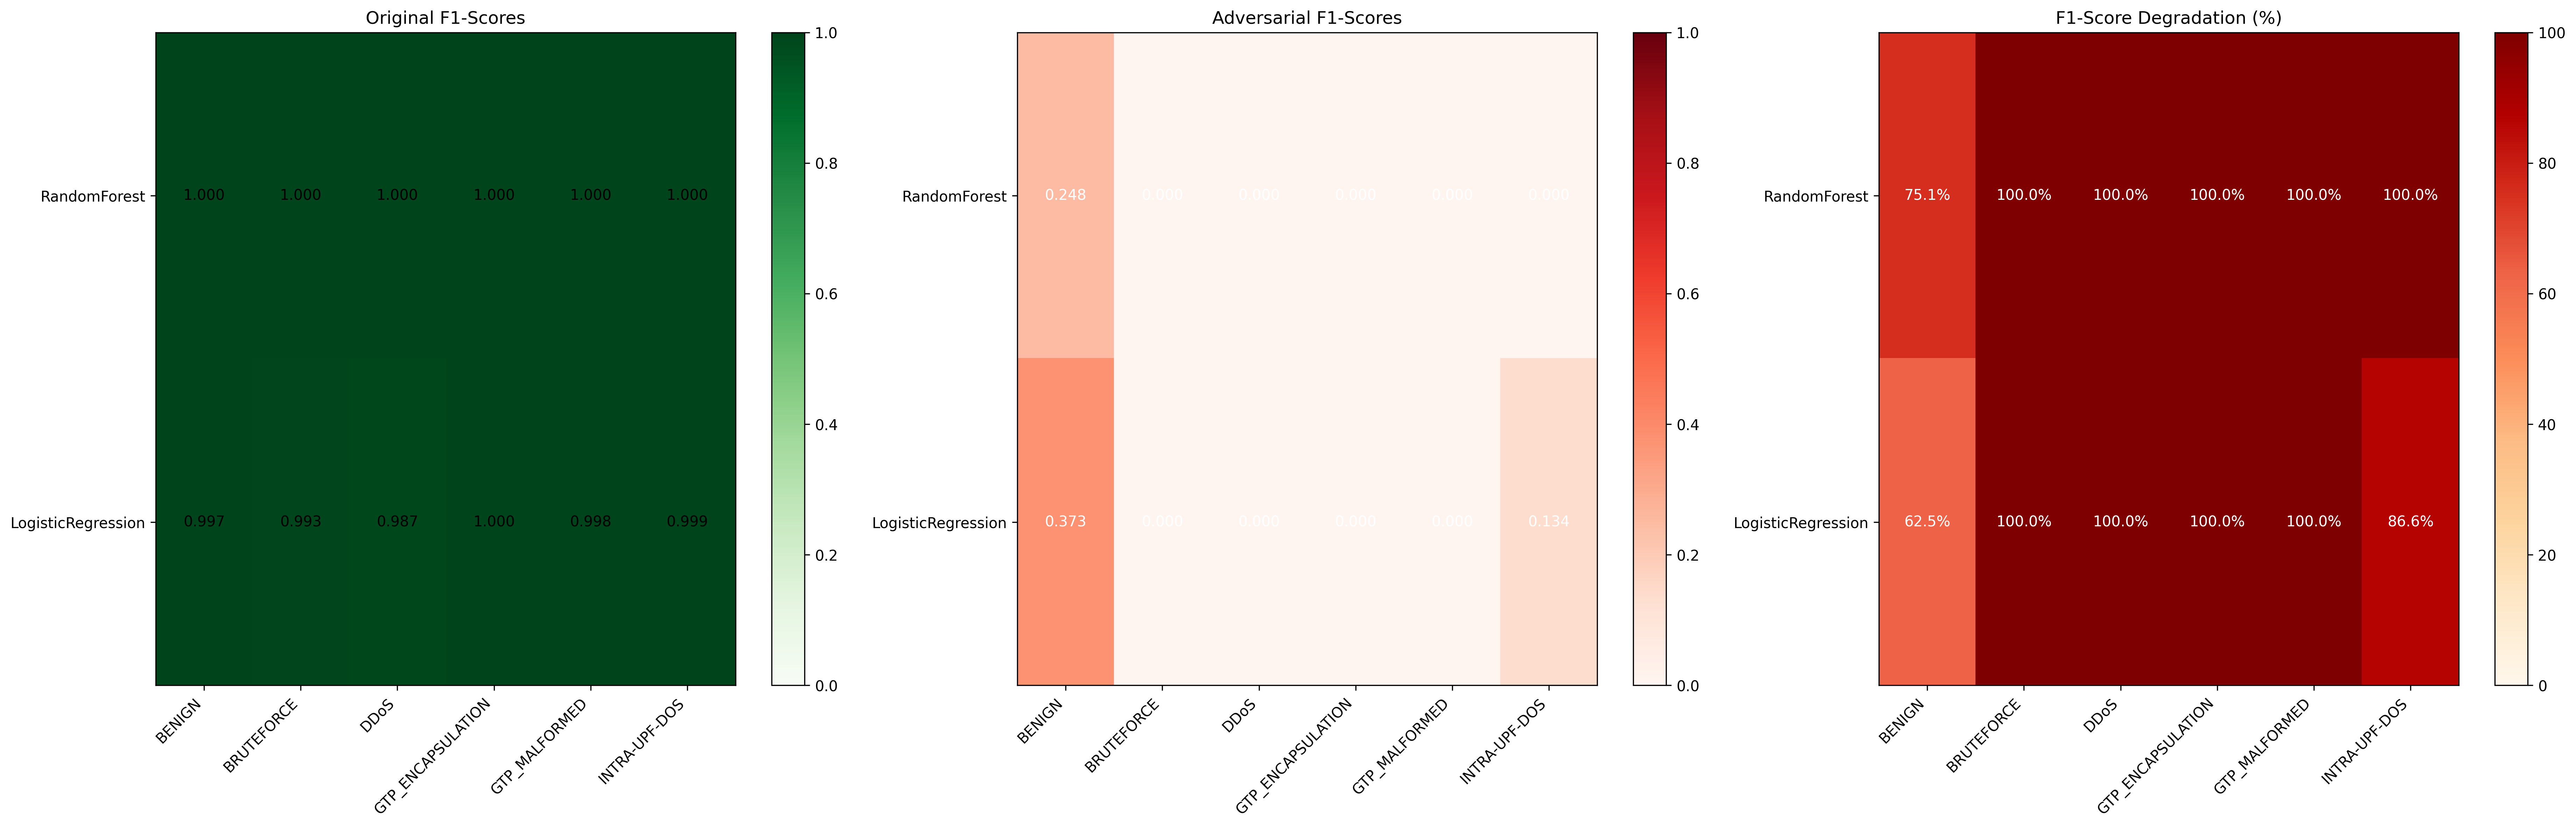 Original F1-Scores
RandomForest
1.000 1.000 1.000 1.000 1.000 1.000
LogisticRegression
0.997 0.993 0.987 1.000 0.998 0.999
BENIGN
BRUTEFORCE
DDoS
GTP_ENCAPSULATION
GTP_MALFORMED
INTRA-UPF-DOS
1.0
0.8
0.6
0.4
0.2
0.0
Adversarial F1-Scores
RandomForest
0.248 0.000 0.000 0.000 0.000 0.000
LogisticRegression
0.373 0.000 0.000 0.000 0.000 0.134
BENIGN
BRUTEFORCE
DDoS
GTP_ENCAPSULATION
GTP_MALFORMED
INTRA-UPF-DOS
1.0
0.8
0.6
0.4
0.2
0.0
F1-Score Degradation (%)
RandomForest
75.1% 100.0% 100.0% 100.0% 100.0% 100.0%
LogisticRegression
62.5% 100.0% 100.0% 100.0% 100.0% 86.6%
BENIGN
BRUTEFORCE
DDoS
GTP_ENCAPSULATION
GTP_MALFORMED
INTRA-UPF-DOS
100
80
60
40
20
0